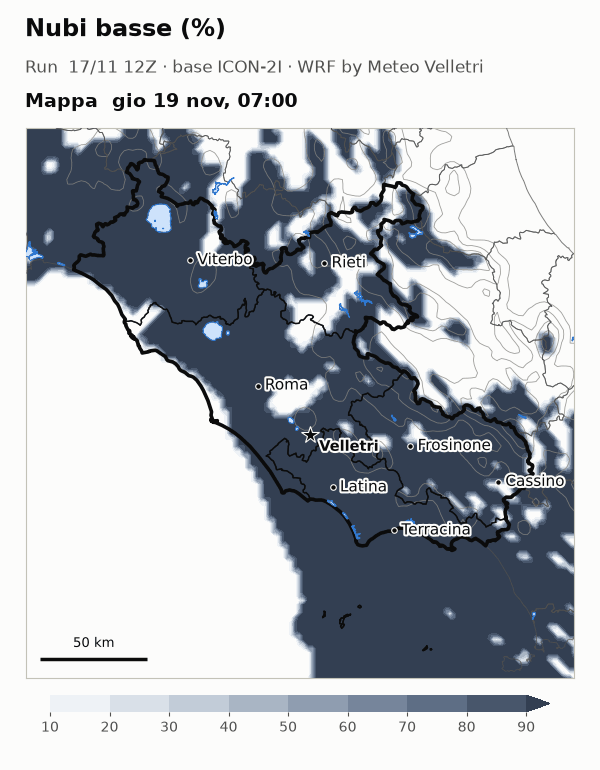 Nubi basse (%)
Run  17/11 12Z · base ICON-2I · WRF by Meteo Velletri
Mappa  gio 19 nov, 07:00
Viterbo
Rieti
Roma
Velletri
Frosinone
Latina
Cassino
Terracina
50 km
10 20 30 40 50 60 70 80 90